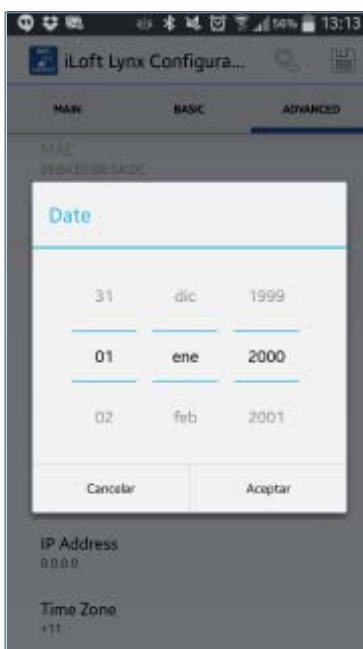 56% 13:13
iLoft Lynx Configura...
MAIN BASIC ADVANCED
MAC
Date
31 dic 1999
01 ene 2000
02 feb 2001
Cancelar Aceptar
IP Address
0.0.0.0
Time Zone
+11